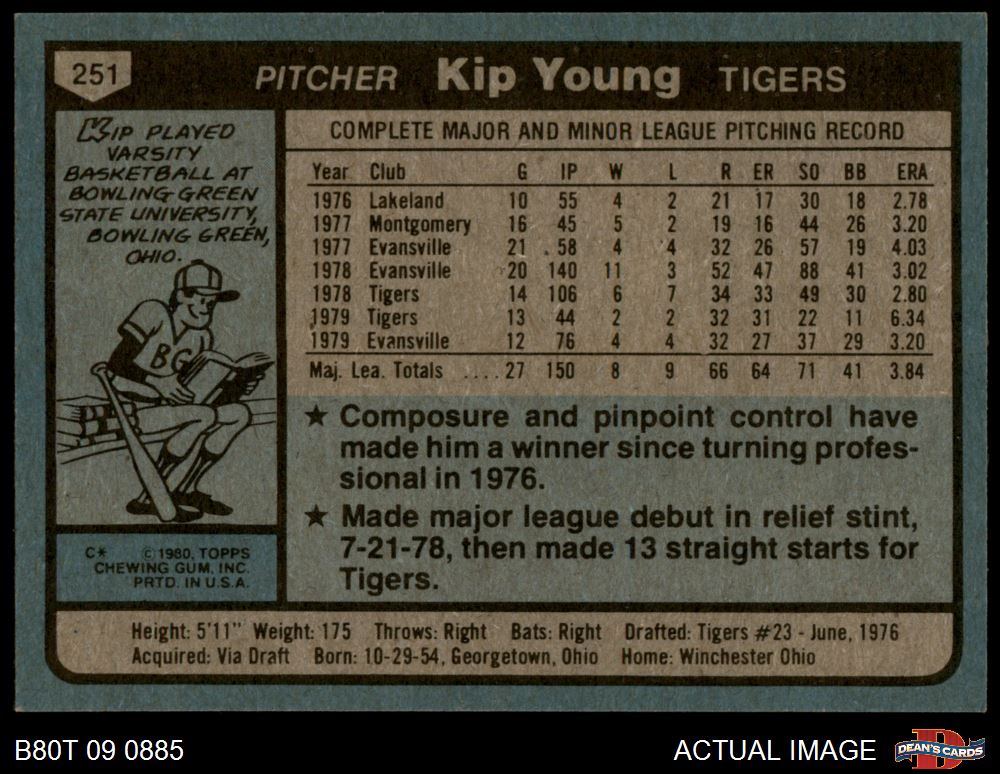 251 PITCHER Kip Young TIGERS
KIP PLAYED
VARSITY
BASKETBALL AT
BOWLING GREEN
STATE UNIVERSITY,
BOWLING GREEN,
OHIO.
BG
C* © 1980, TOPPS
CHEWING GUM, INC.
PRTD. IN U.S.A.
COMPLETE MAJOR AND MINOR LEAGUE PITCHING RECORD
Year Club G IP W L R ER SO BB ERA
1976 Lakeland 10 55 4 2 21 17 30 18 2.78
1977 Montgomery 16 45 5 2 19 16 44 26 3.20
1977 Evansville 21 58 4 4 32 26 57 19 4.03
1978 Evansville 20 140 11 3 52 47 88 41 3.02
1978 Tigers 14 106 6 7 34 33 49 30 2.80
1979 Tigers 13 44 2 2 32 31 22 11 6.34
1979 Evansville 12 76 4 4 32 27 37 29 3.20
Maj. Lea. Totals ....27 150 8 9 66 64 71 41 3.84
★ Composure and pinpoint control have
made him a winner since turning profes-
sional in 1976.
★ Made major league debut in relief stint,
7-21-78, then made 13 straight starts for
Tigers.
Height: 5'11" Weight: 175 Throws: Right Bats: Right Drafted: Tigers #23 - June, 1976
Acquired: Via Draft Born: 10-29-54, Georgetown, Ohio Home: Winchester Ohio
B80T 09 0885 ACTUAL IMAGE D DEAN'S CARDS